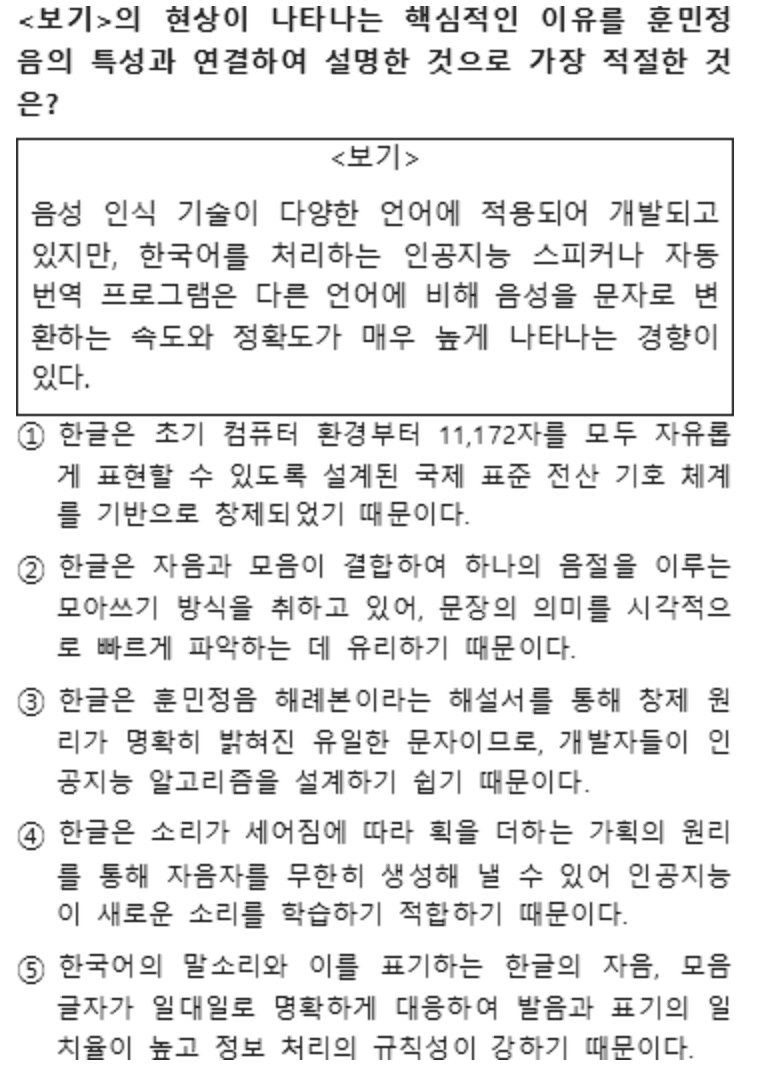 <보기>의 현상이 나타나는 핵심적인 이유를 훈민정
음의 특성과 연결하여 설명한 것으로 가장 적절한 것
은?
<보기>
음성 인식 기술이 다양한 언어에 적용되어 개발되고
있지만, 한국어를 처리하는 인공지능 스피커나 자동
번역 프로그램은 다른 언어에 비해 음성을 문자로 변
환하는 속도와 정확도가 매우 높게 나타나는 경향이
있다.
① 한글은 초기 컴퓨터 환경부터 11,172자를 모두 자유롭
게 표현할 수 있도록 설계된 국제 표준 전산 기호 체계
를 기반으로 창제되었기 때문이다.
② 한글은 자음과 모음이 결합하여 하나의 음절을 이루는
모아쓰기 방식을 취하고 있어, 문장의 의미를 시각적으
로 빠르게 파악하는 데 유리하기 때문이다.
③ 한글은 훈민정음 해례본이라는 해설서를 통해 창제 원
리가 명확히 밝혀진 유일한 문자이므로, 개발자들이 인
공지능 알고리즘을 설계하기 쉽기 때문이다.
④ 한글은 소리가 세어짐에 따라 획을 더하는 가획의 원리
를 통해 자음자를 무한히 생성해 낼 수 있어 인공지능
이 새로운 소리를 학습하기 적합하기 때문이다.
⑤ 한국어의 말소리와 이를 표기하는 한글의 자음, 모음
글자가 일대일로 명확하게 대응하여 발음과 표기의 일
치율이 높고 정보 처리의 규칙성이 강하기 때문이다.